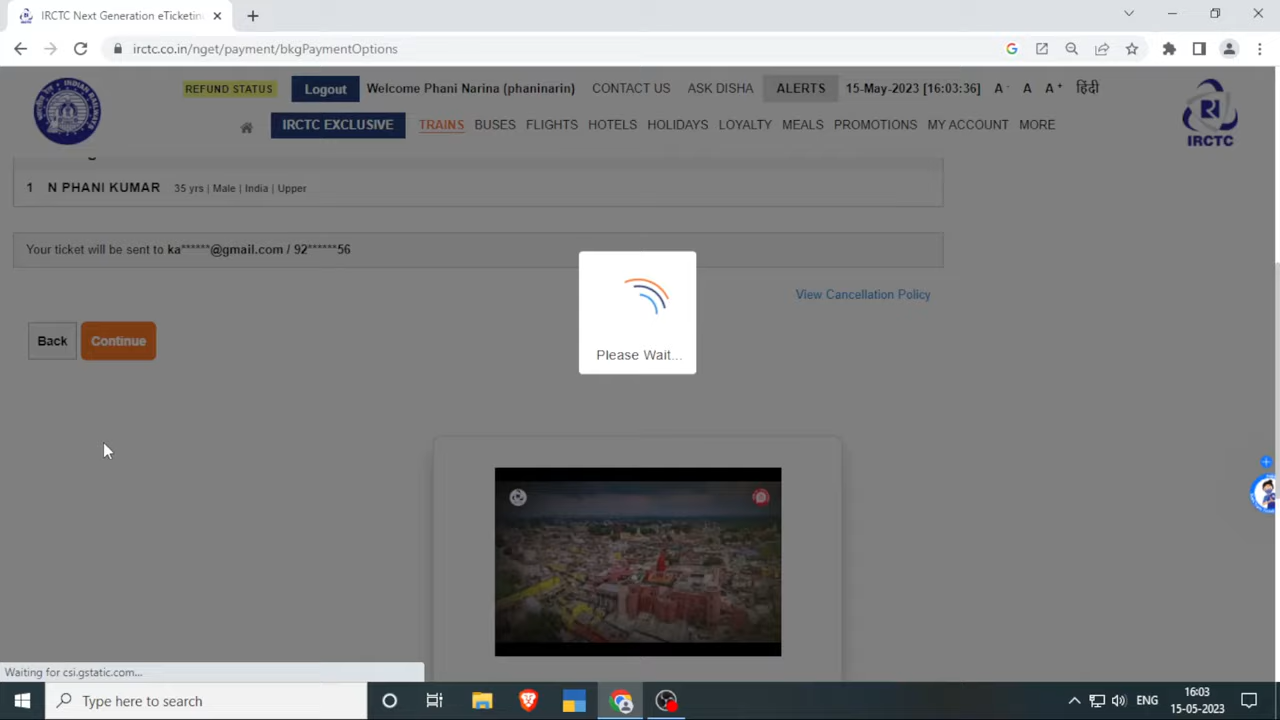 IRCTC Next Generation eTicketin
irctc.co.in/nget/payment/bkgPaymentOptions
REFUND STATUS Logout Welcome Phani Narina (phaninarin) CONTACT US ASK DISHA ALERTS 15-May-2023 [16:03:36] A- A A+ हिंदी
IRCTC EXCLUSIVE TRAINS BUSES FLIGHTS HOTELS HOLIDAYS LOYALTY MEALS PROMOTIONS MY ACCOUNT MORE
IRCTC
1 N PHANI KUMAR 35 yrs | Male | India | Upper
Your ticket will be sent to ka******@gmail.com / 92******56
View Cancellation Policy
Back Continue
Please Wait...
Waiting for csi.gstatic.com...
Type here to search
ENG
16:03
15-05-2023